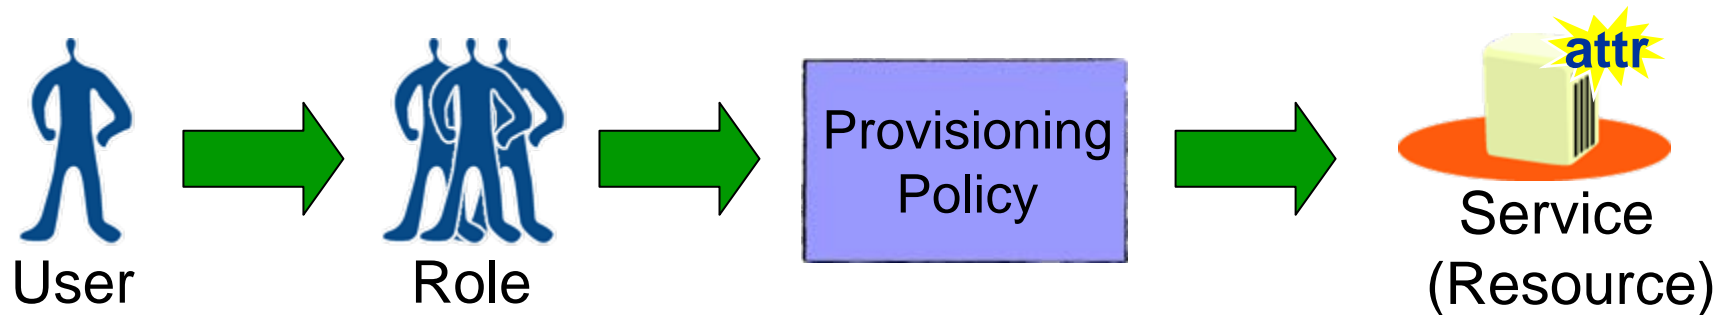 attr
Provisioning
Policy
User
Role
Service
(Resource)